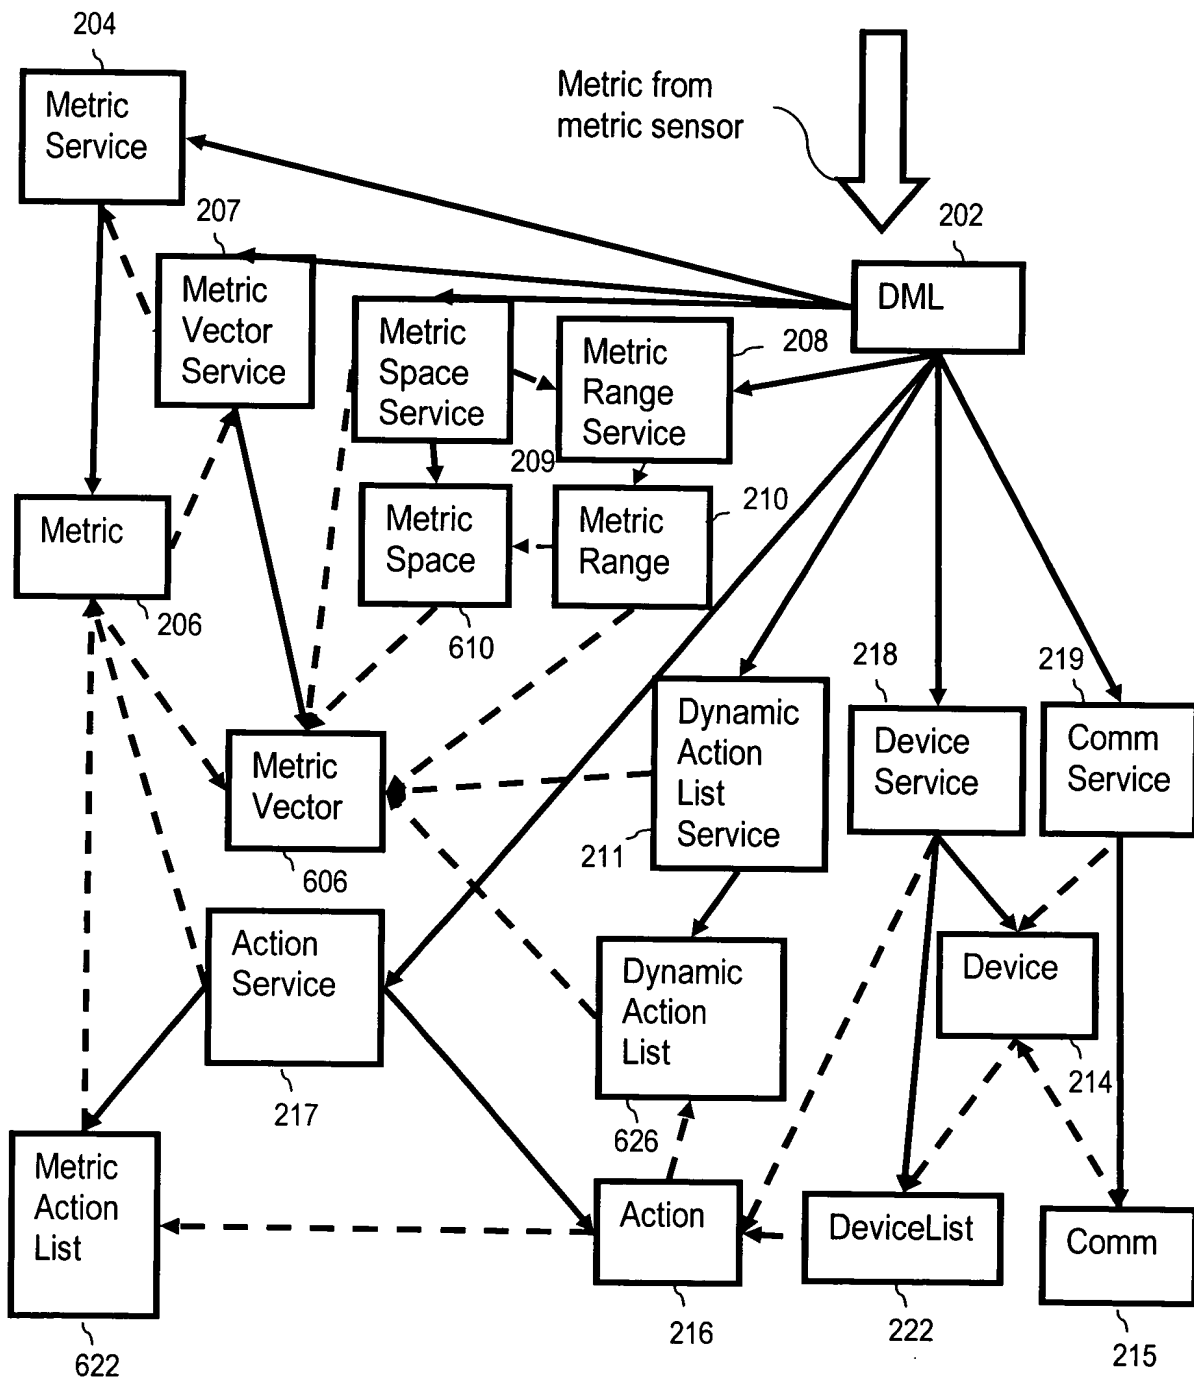 204
Metric
Service
Metric from
metric sensor
207
202
Metric
Vector
Service
DML
Metric
Space
Service
Metric
Range
Service
208
209
Metric
Metric
Space
Metric
Range
210
206
610
218
219
Dynamic
Action
List
Service
Device
Service
Comm
Service
Metric
Vector
211
606
Action
Service
Dynamic
Action
List
Device
214
217
626
Metric
Action
List
Action
DeviceList
Comm
216
222
215
622